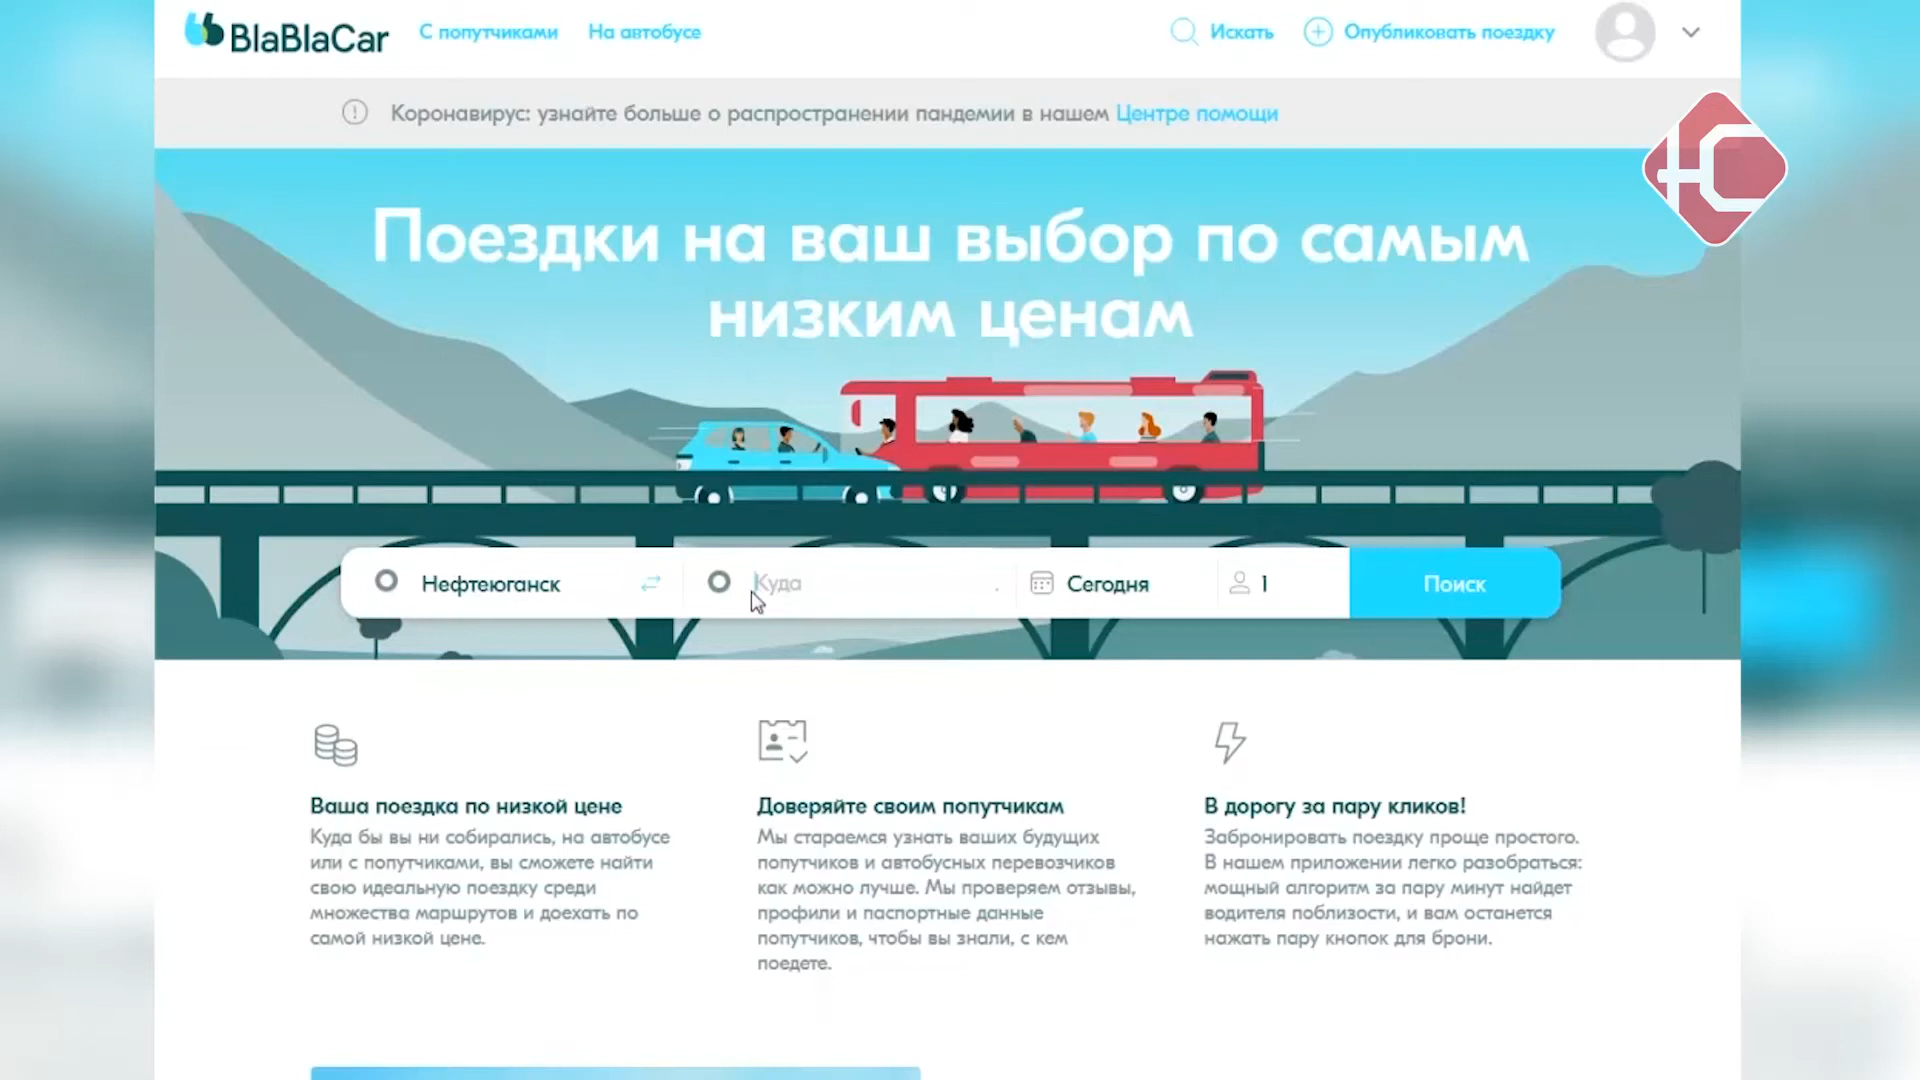 BlaBlaCar С попутчиками На автобусе Искать Опубликовать поездку
Коронавирус: узнайте больше о распространении пандемии в нашем Центре помощи
ЮС
Поездки на ваш выбор по самым
низким ценам
Нефтеюганск Куда Сегодня 1 Поиск
Ваша поездка по низкой цене
Куда бы вы ни собирались, на автобусе
или с попутчиками, вы сможете найти
свою идеальную поездку среди
множества маршрутов и доехать по
самой низкой цене.
Доверяйте своим попутчикам
Мы стараемся узнать ваших будущих
попутчиков и автобусных перевозчиков
как можно лучше. Мы проверяем отзывы,
профили и паспортные данные
попутчиков, чтобы вы знали, с кем
поедете.
В дорогу за пару кликов!
Забронировать поездку проще простого.
В нашем приложении легко разобраться:
мощный алгоритм за пару минут найдет
водителя поблизости, и вам останется
нажать пару кнопок для брони.